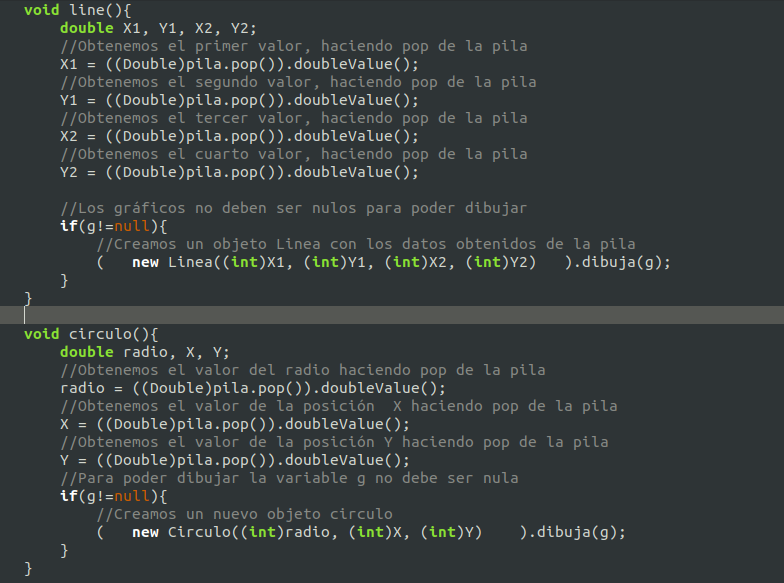 void line(){
    double X1, Y1, X2, Y2;
    //Obtenemos el primer valor, haciendo pop de la pila
    X1 = ((Double)pila.pop()).doubleValue();
    //Obtenemos el segundo valor, haciendo pop de la pila
    Y1 = ((Double)pila.pop()).doubleValue();
    //Obtenemos el tercer valor, haciendo pop de la pila
    X2 = ((Double)pila.pop()).doubleValue();
    //Obtenemos el cuarto valor, haciendo pop de la pila
    Y2 = ((Double)pila.pop()).doubleValue();

    //Los gráficos no deben ser nulos para poder dibujar
    if(g!=null){
        //Creamos un objeto Linea con los datos obtenidos de la pila
        (   new Linea((int)X1, (int)Y1, (int)X2, (int)Y2)   ).dibuja(g);
    }
}

void circulo(){
    double radio, X, Y;
    //Obtenemos el valor del radio haciendo pop de la pila
    radio = ((Double)pila.pop()).doubleValue();
    //Obtenemos el valor de la posición  X haciendo pop de la pila
    X = ((Double)pila.pop()).doubleValue();
    //Obtenemos el valor de la posición Y haciendo pop de la pila
    Y = ((Double)pila.pop()).doubleValue();
    //Para poder dibujar la variable g no debe ser nula
    if(g!=null){
        //Creamos un nuevo objeto circulo
        (   new Circulo((int)radio, (int)X, (int)Y)    ).dibuja(g);
    }
}